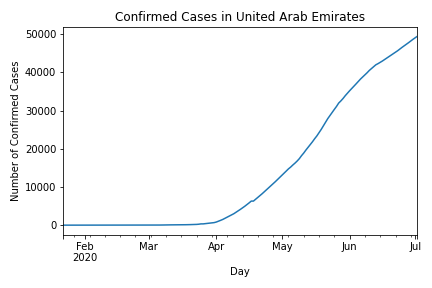 Confirmed Cases in United Arab Emirates
50000
40000
30000
20000
10000
0
Number of Confirmed Cases
Feb
2020
Mar
Apr
May
Jun
Jul
Day